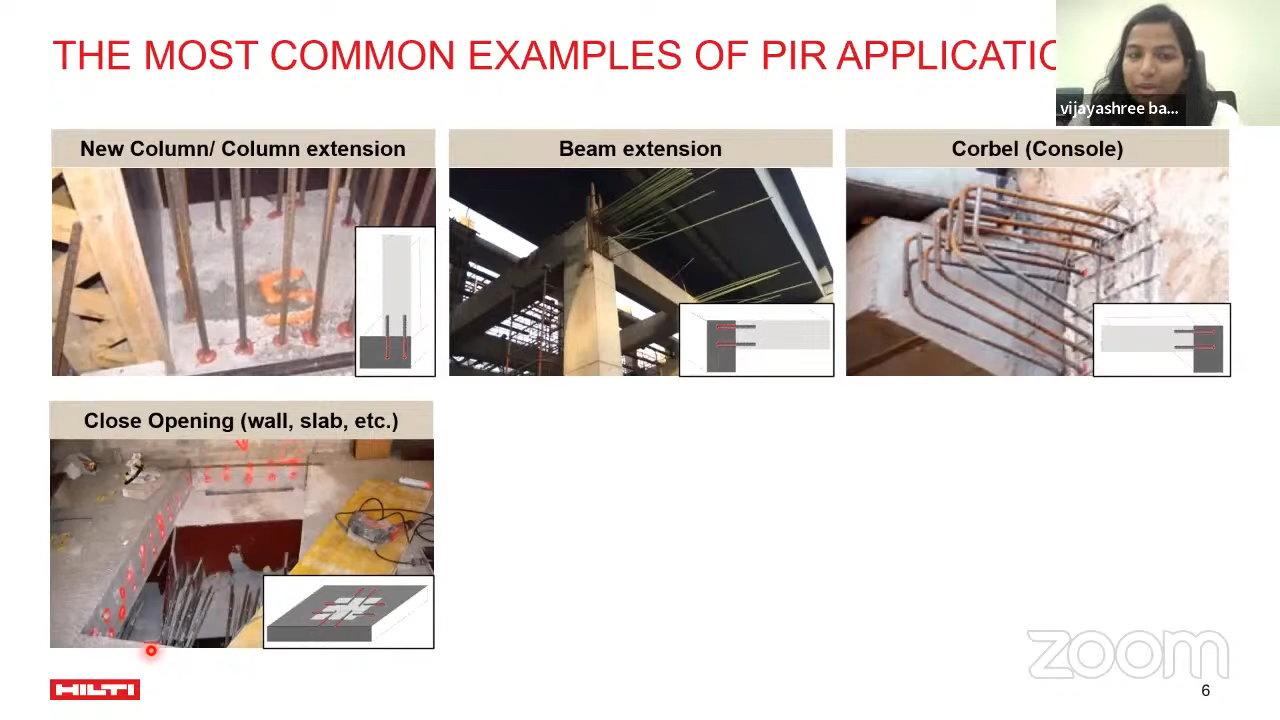 THE MOST COMMON EXAMPLES OF PIR APPLICATIO
vijayashree ba...
New Column/ Column extension
Beam extension
Corbel (Console)
Close Opening (wall, slab, etc.)
HILTI
zoom
6